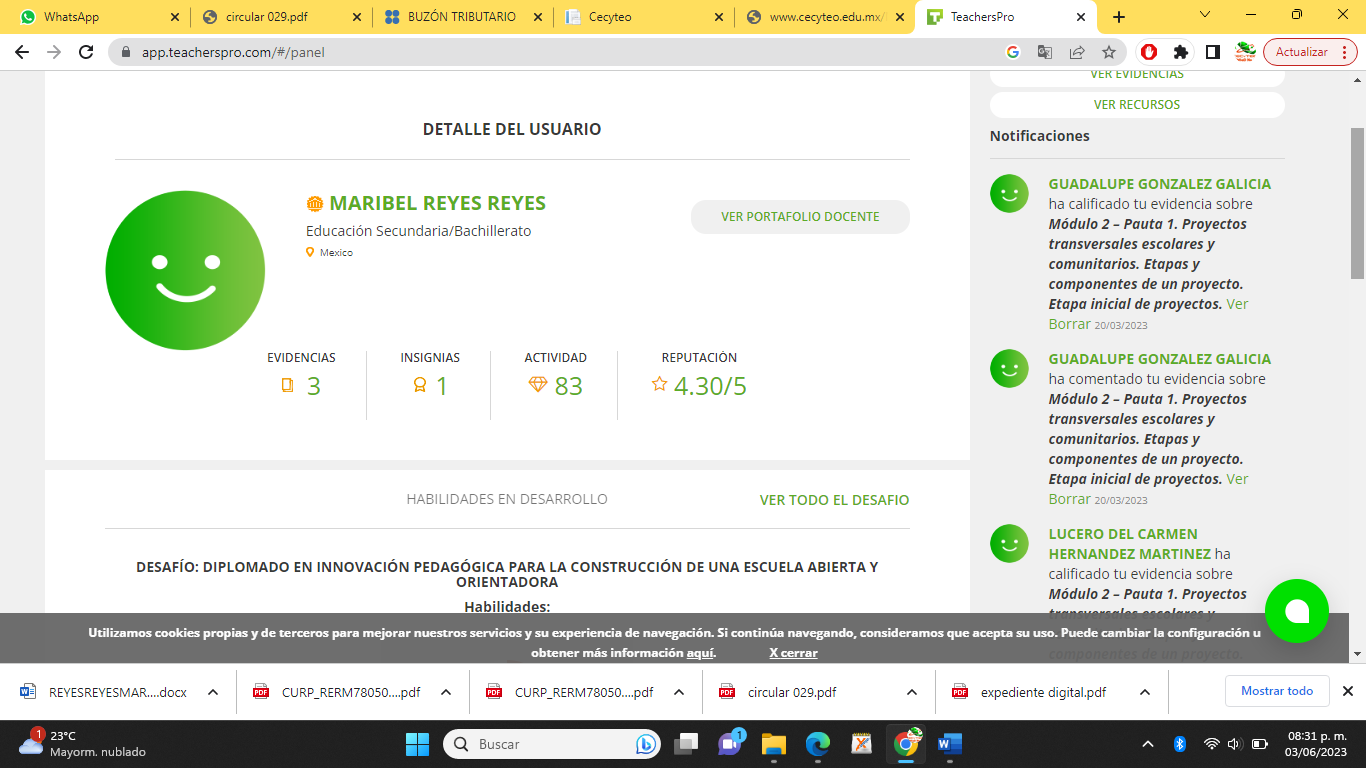 WhatsApp
circular 029.pdf
BUZÓN TRIBUTARIO
Cecyteo
www.cecyteo.edu.mx/
TeachersPro
app.teacherspro.com/#/panel
Actualizar
DETALLE DEL USUARIO
MARIBEL REYES REYES
Educación Secundaria/Bachillerato
Mexico
VER PORTAFOLIO DOCENTE
EVIDENCIAS
3
INSIGNIAS
1
ACTIVIDAD
83
REPUTACIÓN
4.30/5
HABILIDADES EN DESARROLLO
VER TODO EL DESAFIO
DESAFÍO: DIPLOMADO EN INNOVACIÓN PEDAGÓGICA PARA LA CONSTRUCCIÓN DE UNA ESCUELA ABIERTA Y
ORIENTADORA
Habilidades:
VER EVIDENCIAS
VER RECURSOS
Notificaciones
GUADALUPE GONZALEZ GALICIA
ha calificado tu evidencia sobre
Módulo 2 – Pauta 1. Proyectos
transversales escolares y
comunitarios. Etapas y
componentes de un proyecto.
Etapa inicial de proyectos. Ver
Borrar 20/03/2023
GUADALUPE GONZALEZ GALICIA
ha comentado tu evidencia sobre
Módulo 2 – Pauta 1. Proyectos
transversales escolares y
comunitarios. Etapas y
componentes de un proyecto.
Etapa inicial de proyectos. Ver
Borrar 20/03/2023
LUCERO DEL CARMEN
HERNANDEZ MARTINEZ ha
calificado tu evidencia sobre
Módulo 2 – Pauta 1. Proyectos
transversales escolares y
componentes de un proyecto.
Utilizamos cookies propias y de terceros para mejorar nuestros servicios y su experiencia de navegación. Si continúa navegando, consideramos que acepta su uso. Puede cambiar la configuración u
obtener más información aquí. X cerrar
REYESREYESMAR....docx
CURP_RERM78050....pdf
CURP_RERM78050....pdf
circular 029.pdf
expediente digital.pdf
Mostrar todo
1
23°C
Mayorm. nublado
Buscar
1
08:31 p. m.
03/06/2023